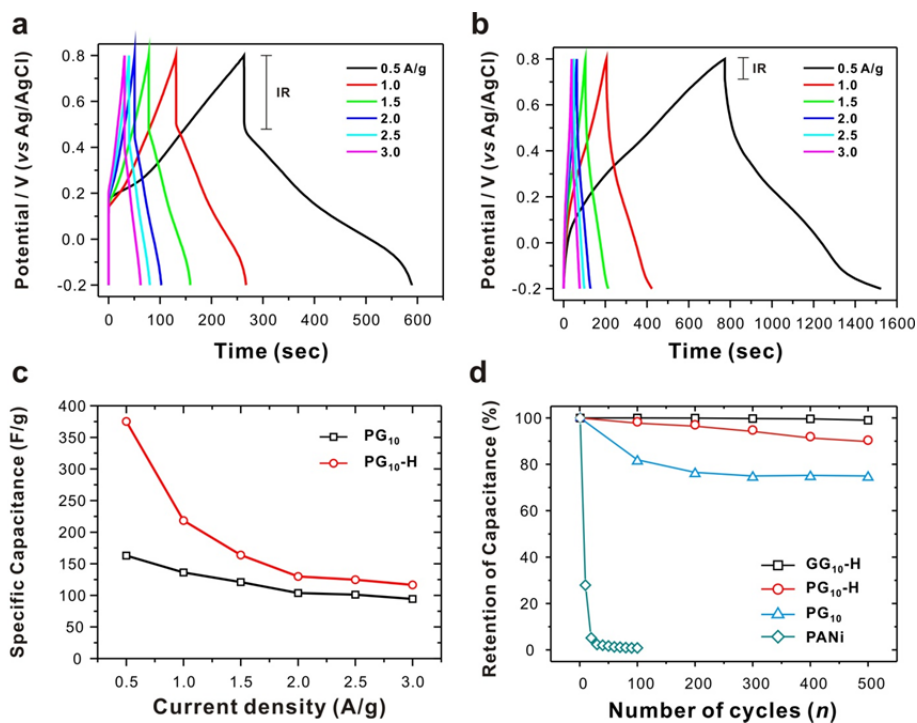 a
Potential / V (vs Ag/AgCl)
0.8
0.6
0.4
0.2
0.0
-0.2
0 100 200 300 400 500 600
Time (sec)
IR
0.5 A/g
1.0
1.5
2.0
2.5
3.0
b
Potential / V (vs Ag/AgCl)
0.8
0.6
0.4
0.2
0.0
-0.2
0 200 400 600 800 1000 1200 1400 1600
Time (sec)
IR
0.5 A/g
1.0
1.5
2.0
2.5
3.0
c
Specific Capacitance (F/g)
400
350
300
250
200
150
100
50
0
0.5 1.0 1.5 2.0 2.5 3.0
Current density (A/g)
PG₁₀
PG₁₀-H
d
Retention of Capacitance (%)
100
80
60
40
20
0
0 100 200 300 400 500
Number of cycles (n)
GG₁₀-H
PG₁₀-H
PG₁₀
PANi